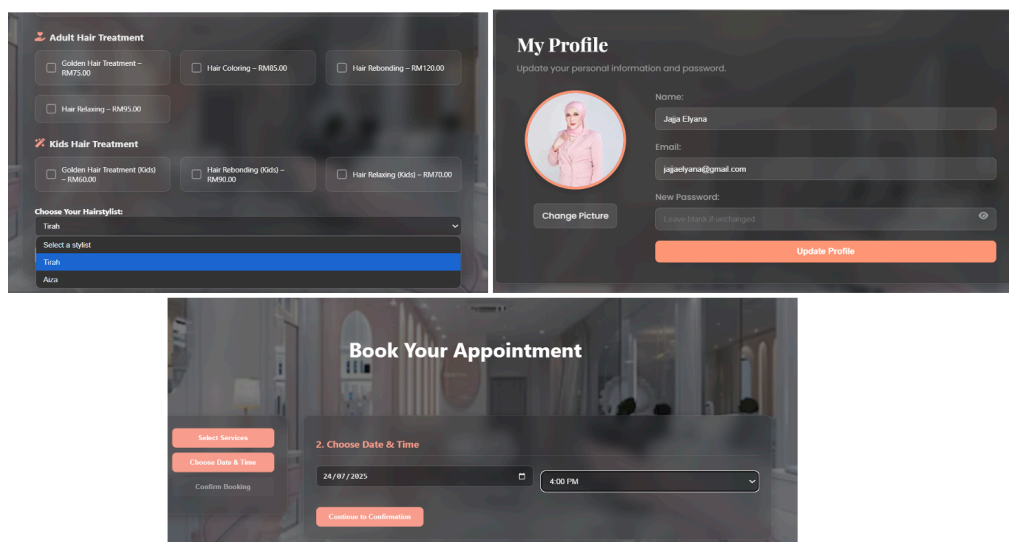 Adult Hair Treatment
Golden Hair Treatment –
RM75.00
Hair Coloring – RM85.00
Hair Rebonding – RM120.00
Hair Relaxing – RM95.00
Kids Hair Treatment
Golden Hair Treatment (Kids)
– RM60.00
Hair Rebonding (Kids) –
RM90.00
Hair Relaxing (Kids) – RM70.00
Choose Your Hairstylist:
Tirah
Select a stylist
Tirah
Aiza
My Profile
Update your personal information and password.
Name:
Jajja Elyana
Email:
jajjaelyana@gmail.com
New Password:
Leave blank if unchanged
Change Picture
Update Profile
Book Your Appointment
Select Services
Choose Date & Time
Confirm Booking
2. Choose Date & Time
24/07/2025
4:00 PM
Continue to Confirmation